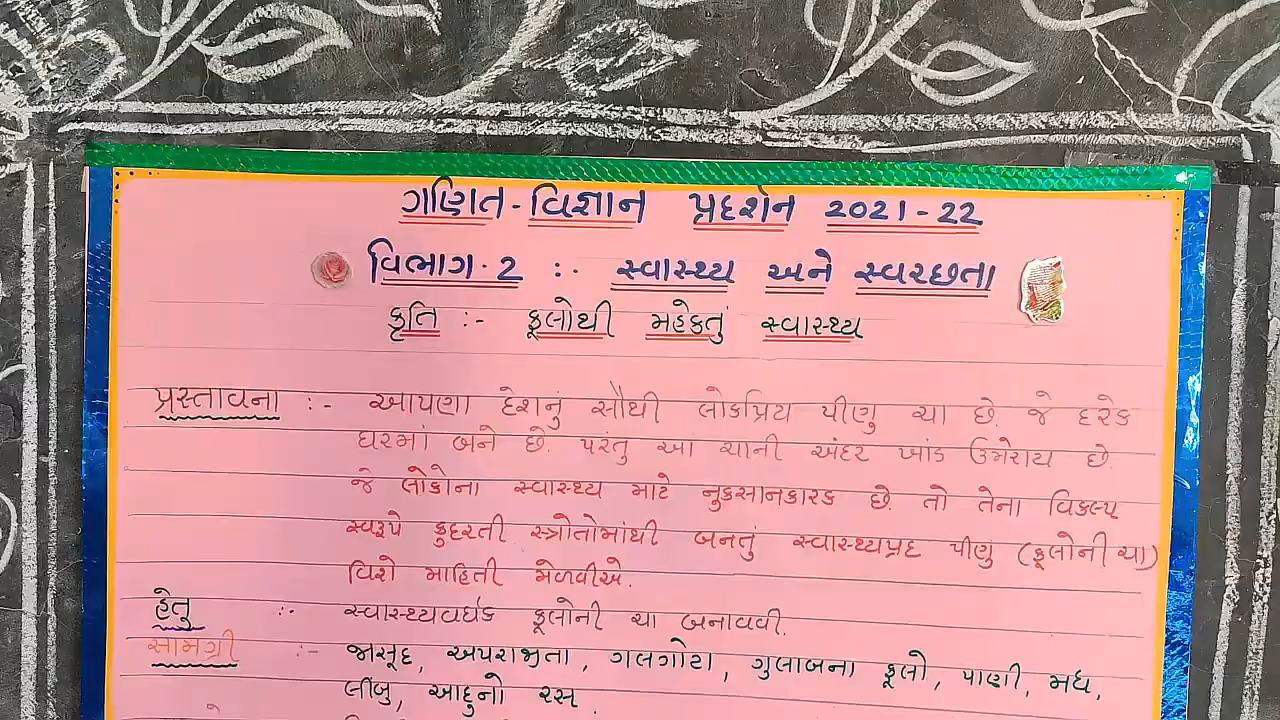 ગણિત-વિજ્ઞાન પ્રદર્શન 2021-22
વિભાગ-2 :- સ્વાસ્થ્ય અને સ્વચ્છતા
કૃતિ :- ફૂલોથી મહેકતું સ્વાસ્થ્ય
પ્રસ્તાવના :- આપણા દેશનું સૌથી લોકપ્રિય પીણુ ચા છે. જે દરેક
ઘરમાં બને છે. પરંતુ આ ચાની અંદર ખાંડ ઉમેરાય છે.
જે લોકોના સ્વાસ્થ્ય માટે નુકસાનકારક છે. તો તેના વિકલ્પ
સ્વરૂપે કુદરતી સ્ત્રોતોમાંથી બનતું સ્વાસ્થ્યપ્રદ પીણું (ફૂલોની ચા)
વિશે માહિતી મેળવીએ.
હેતુ :- સ્વાસ્થ્યવર્ધક ફૂલોની ચા બનાવવી.
સામગ્રી :- જાસૂદ, અપરાજીતા, ગલગોટા, ગુલાબના ફૂલો, પાણી, મધ,
લીંબુ, આદુનો રસ.